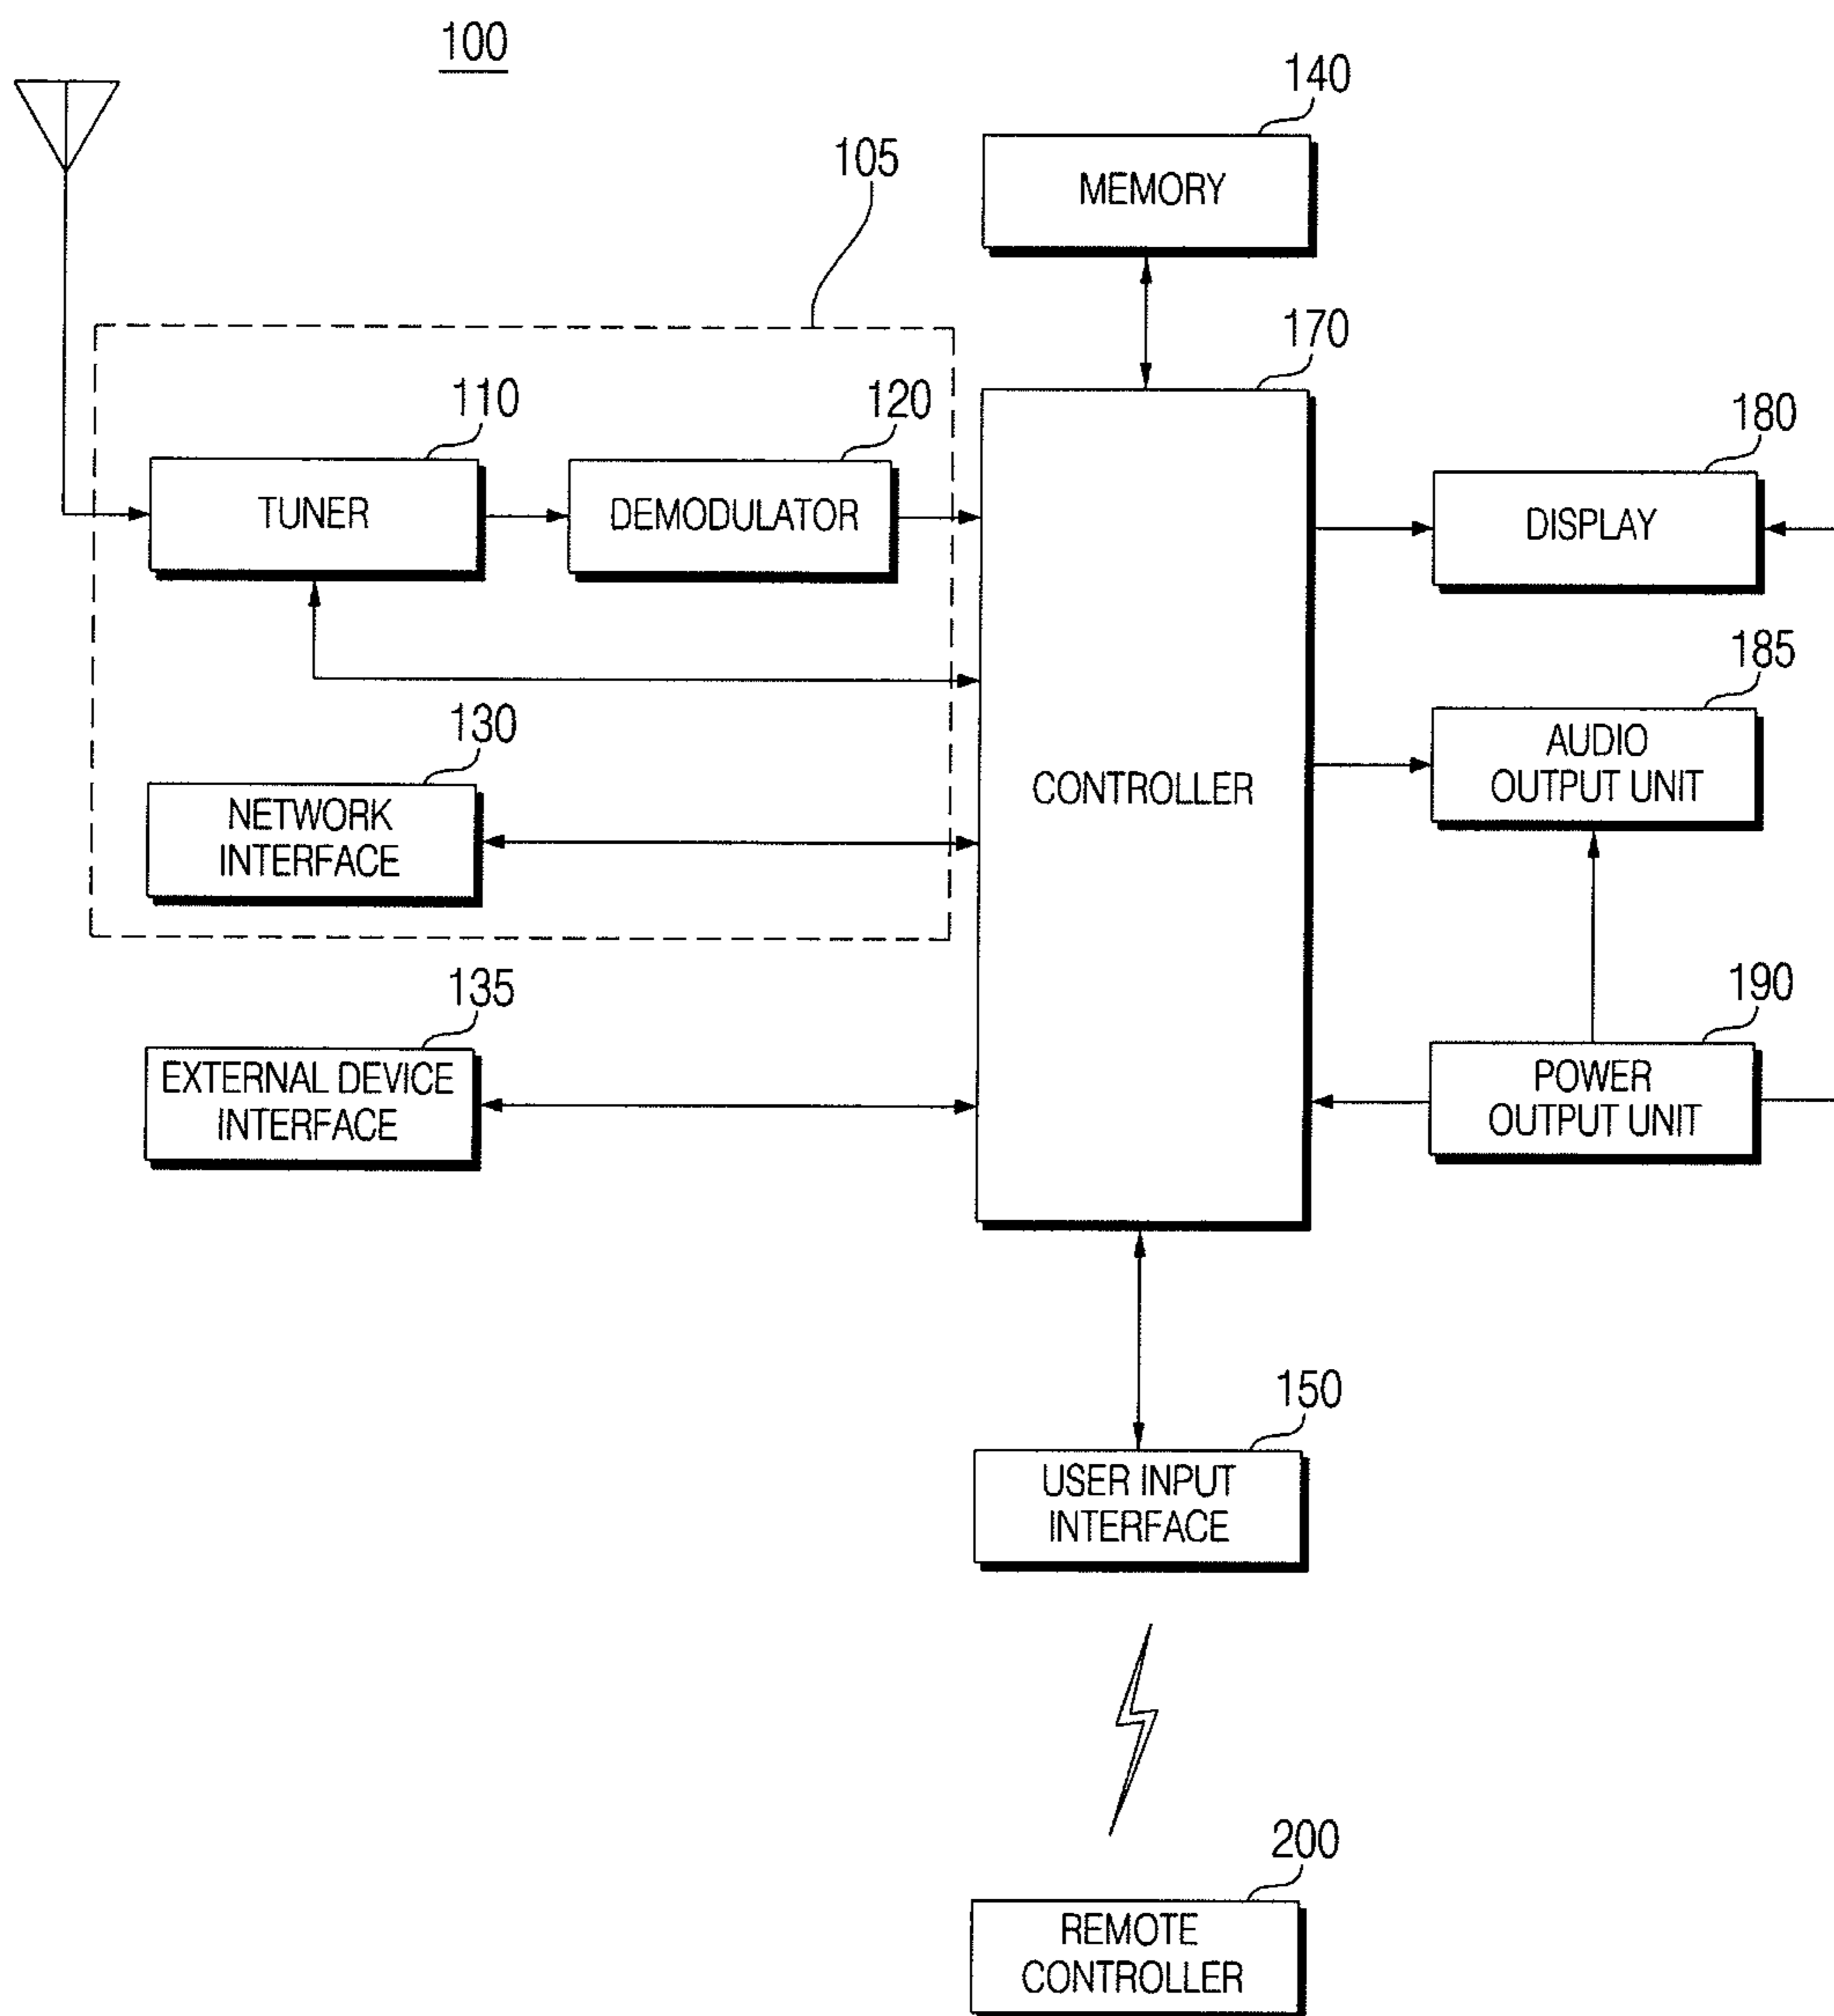 100
140
MEMORY
105
170
110
120
180
TUNER
DEMODULATOR
DISPLAY
185
130
AUDIO
OUTPUT UNIT
NETWORK
INTERFACE
CONTROLLER
135
190
EXTERNAL DEVICE
INTERFACE
POWER
OUTPUT UNIT
150
USER INPUT
INTERFACE
200
REMOTE
CONTROLLER